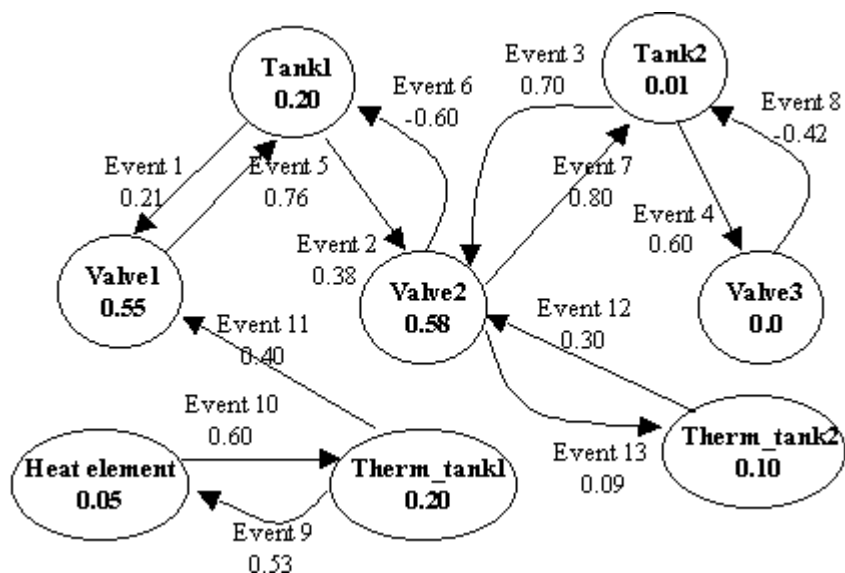 Tank1
0.20
Tank2
0.01
Event 3
0.70
Event 6
-0.60
Event 8
-0.42
Event 1
0.21
Event 5
0.76
Event 7
0.80
Event 2
0.38
Event 4
0.60
Valve1
0.55
Valve2
0.58
Valve3
0.0
Event 11
0.40
Event 12
0.30
Event 10
0.60
Heat element
0.05
Therm_tank1
0.20
Therm_tank2
0.10
Event 13
0.09
Event 9
0.53